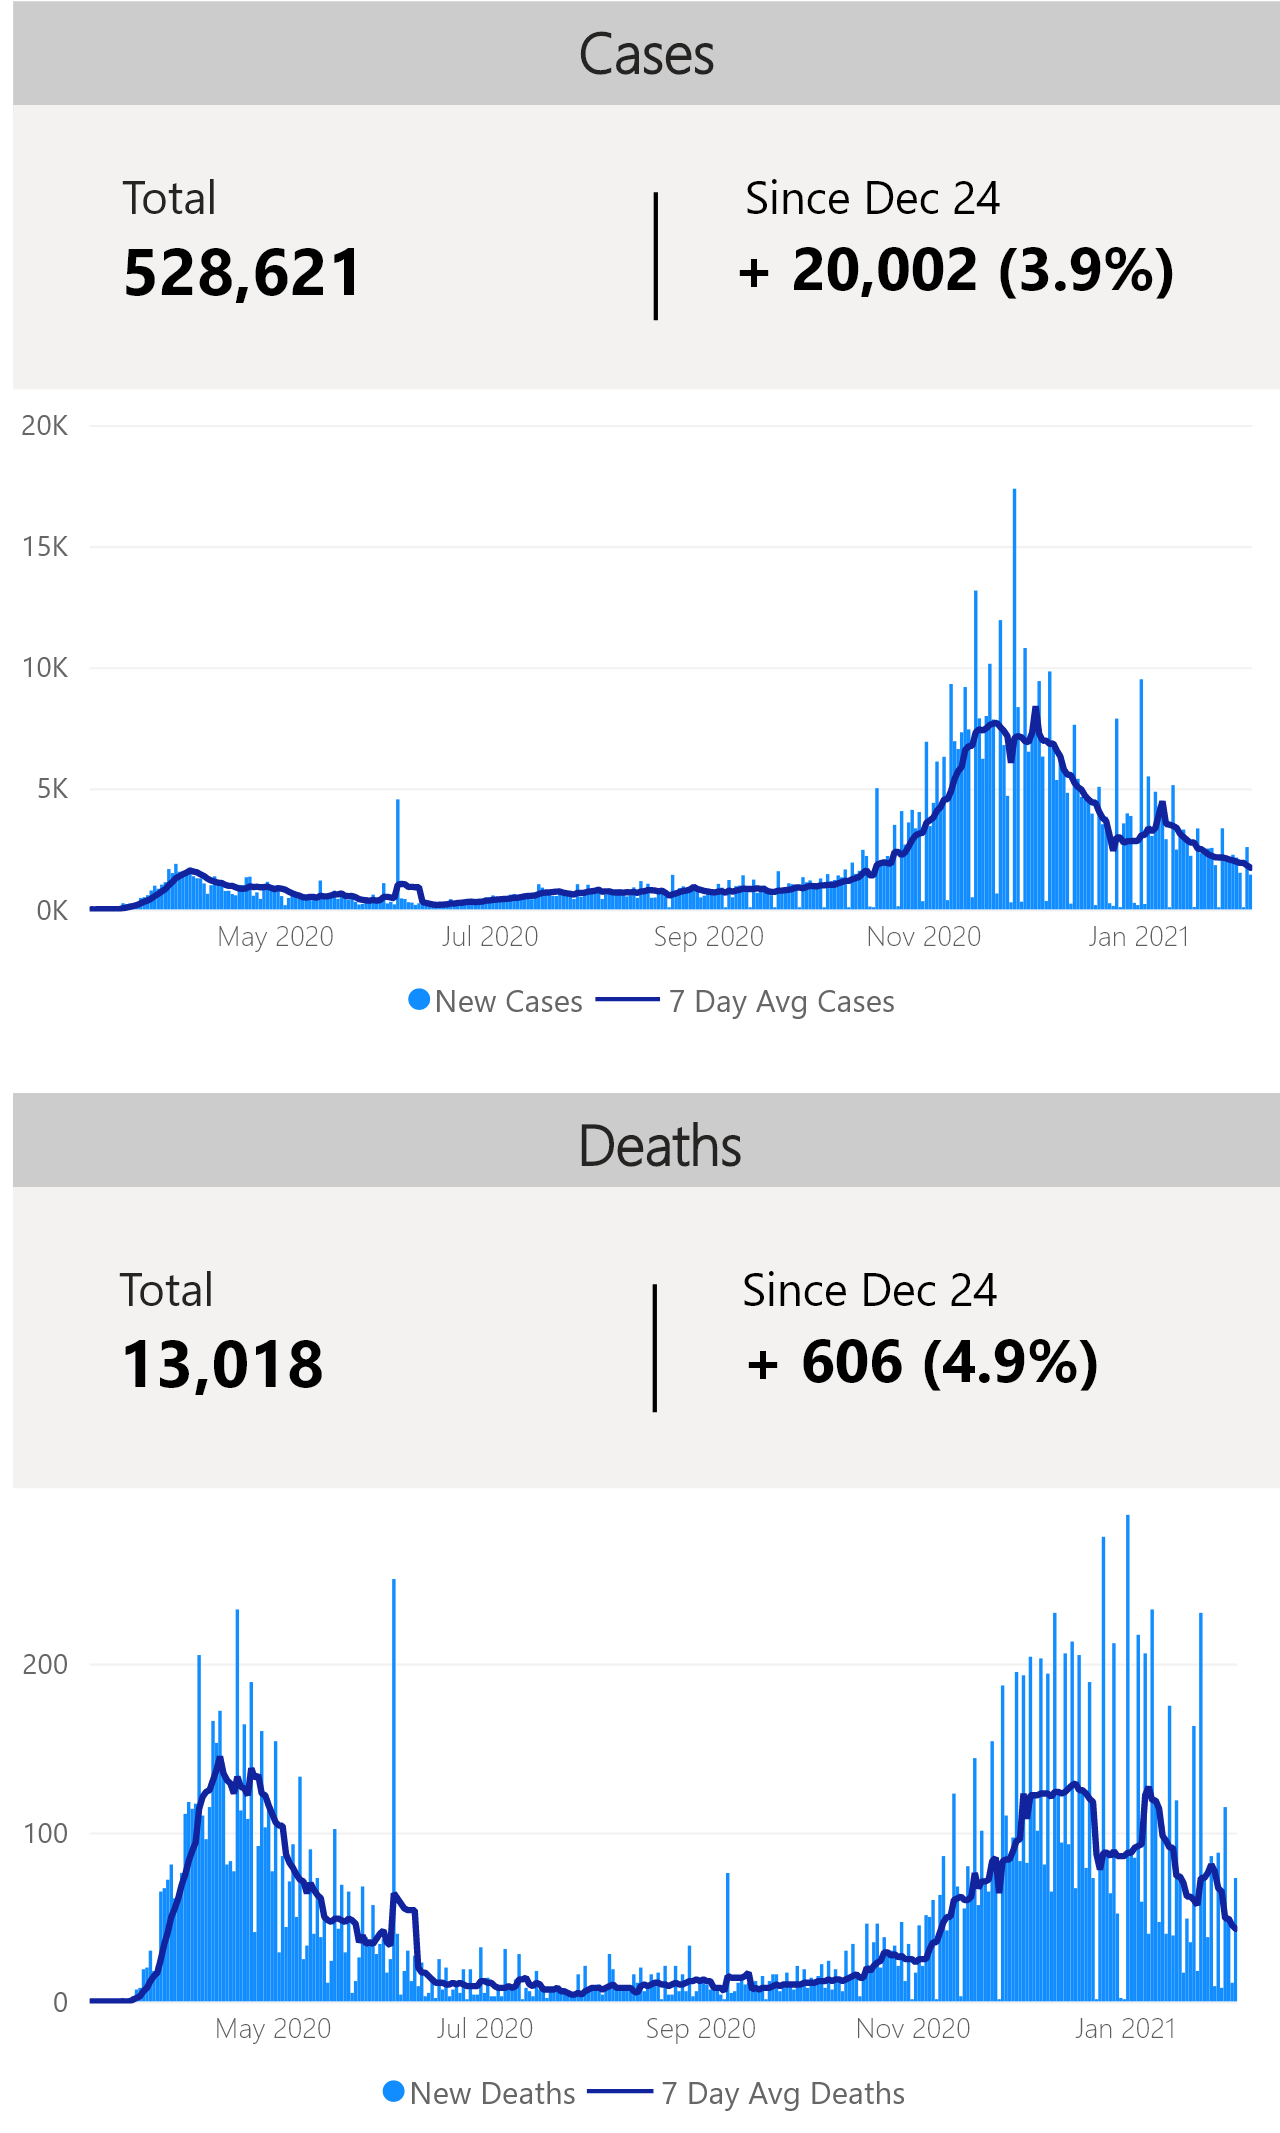 Cases
Total
Since Dec 24
528,621
+ 20,002 (3.9%)
20K
15K
10K
5K
0K
May 2020
Jul 2020
Sep 2020
Nov 2020
Jan 2021
New Cases
7 Day Avg Cases
Deaths
Total
Since Dec 24
13,018
+ 606 (4.9%)
200
100
0
May 2020
Jul 2020
Sep 2020
Nov 2020
Jan 2021
New Deaths
7 Day Avg Deaths